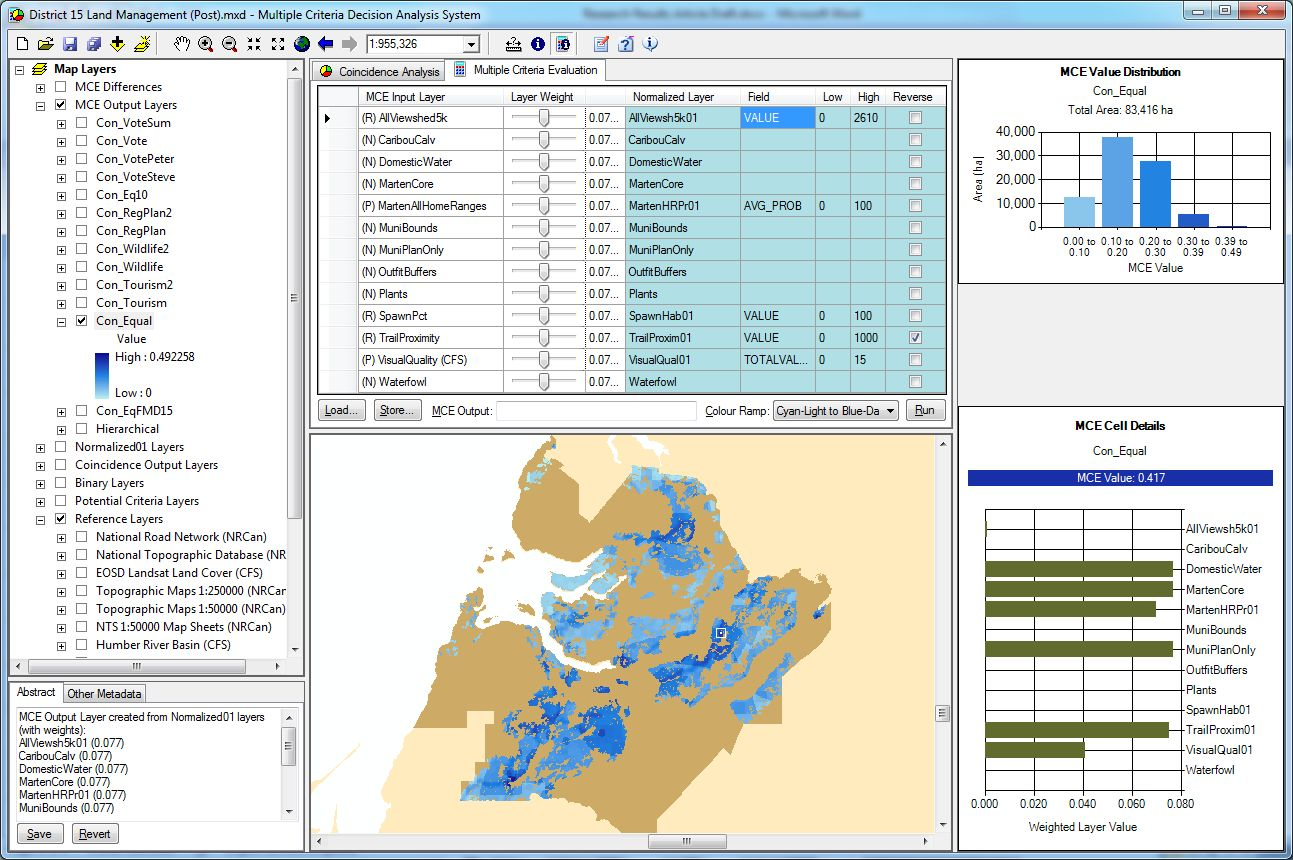 District 15 Land Management (Post).mxd - Multiple Criteria Decision Analysis System
1:955,326
Map Layers
MCE Differences
MCE Output Layers
Con_VoteSum
Con_Vote
Con_VotePeter
Con_VoteSteve
Con_Eq10
Con_RegPlan2
Con_RegPlan
Con_Wildlife2
Con_Wildlife
Con_Tourism2
Con_Tourism
Con_Equal
Value
High : 0.492258
Low : 0
Con_EqFMD15
Hierarchical
Normalized01 Layers
Coincidence Output Layers
Binary Layers
Potential Criteria Layers
Reference Layers
National Road Network (NRCan)
National Topographic Database (NR
EOSD Landsat Land Cover (CFS)
Topographic Maps 1:250000 (NRCar
Topographic Maps 1:50000 (NRCan)
NTS 1:50000 Map Sheets (NRCan)
Humber River Basin (CFS)
Abstract Other Metadata
MCE Output Layer created from Normalized01 layers
(with weights):
AllViewsh5k01 (0.077)
CaribouCalv (0.077)
DomesticWater (0.077)
MartenCore (0.077)
MartenHRPr01 (0.077)
MuniBounds (0.077)
Save Revert
Coincidence Analysis Multiple Criteria Evaluation
MCE Input Layer Layer Weight Normalized Layer Field Low High Reverse
(R) AllViewshed5k 0.07... AllViewsh5k01 VALUE 0 2610
(N) CaribouCalv 0.07... CaribouCalv
(N) DomesticWater 0.07... DomesticWater
(N) MartenCore 0.07... MartenCore
(P) MartenAllHomeRanges 0.07... MartenHRPr01 AVG_PROB 0 100
(N) MuniBounds 0.07... MuniBounds
(N) MuniPlanOnly 0.07... MuniPlanOnly
(N) OutfitBuffers 0.07... OutfitBuffers
(N) Plants 0.07... Plants
(R) SpawnPct 0.07... SpawnHab01 VALUE 0 100
(R) TrailProximity 0.07... TrailProxim01 VALUE 0 1000
(P) VisualQuality (CFS) 0.07... VisualQual01 TOTALVAL... 0 15
(N) Waterfowl 0.07... Waterfowl
Load... Store... MCE Output: Colour Ramp: Cyan-Light to Blue-Da Run
MCE Value Distribution
Con_Equal
Total Area: 83,416 ha
Area [ha]
40,000
30,000
20,000
10,000
0
0.00 to 0.10 to 0.20 to 0.30 to 0.39 to
0.10 0.20 0.30 0.39 0.49
MCE Value
MCE Cell Details
Con_Equal
MCE Value: 0.417
AllViewsh5k01
CaribouCalv
DomesticWater
MartenCore
MartenHRPr01
MuniBounds
MuniPlanOnly
OutfitBuffers
Plants
SpawnHab01
TrailProxim01
VisualQual01
Waterfowl
0.000 0.020 0.040 0.060 0.080
Weighted Layer Value